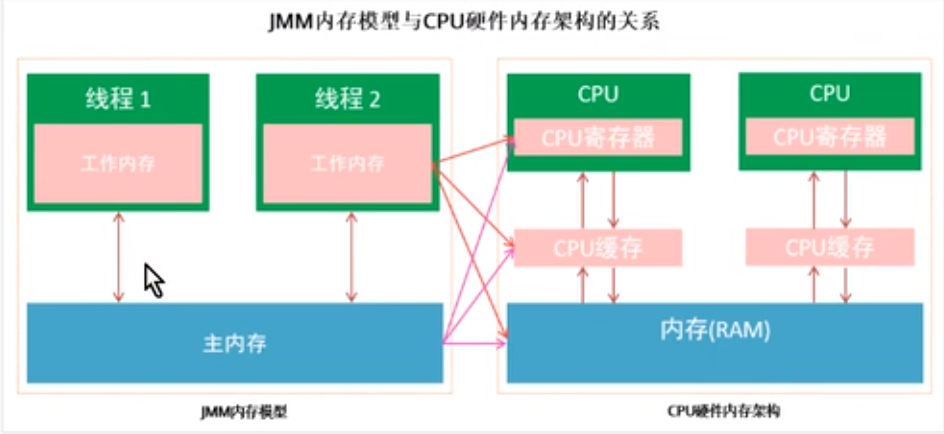 JMM内存模型与CPU硬件内存架构的关系
线程 1
线程 2
CPU
CPU
工作内存
工作内存
CPU寄存器
CPU寄存器
CPU缓存
CPU缓存
主内存
内存(RAM)
JMM内存模型
CPU硬件内存架构